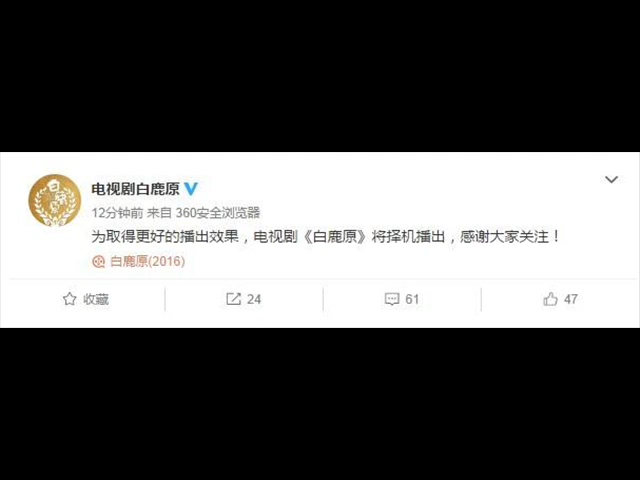 电视剧白鹿原
12分钟前 来自 360安全浏览器
为取得更好的播出效果，电视剧《白鹿原》将择机播出，感谢大家关注！
白鹿原(2016)
收藏 24 61 47